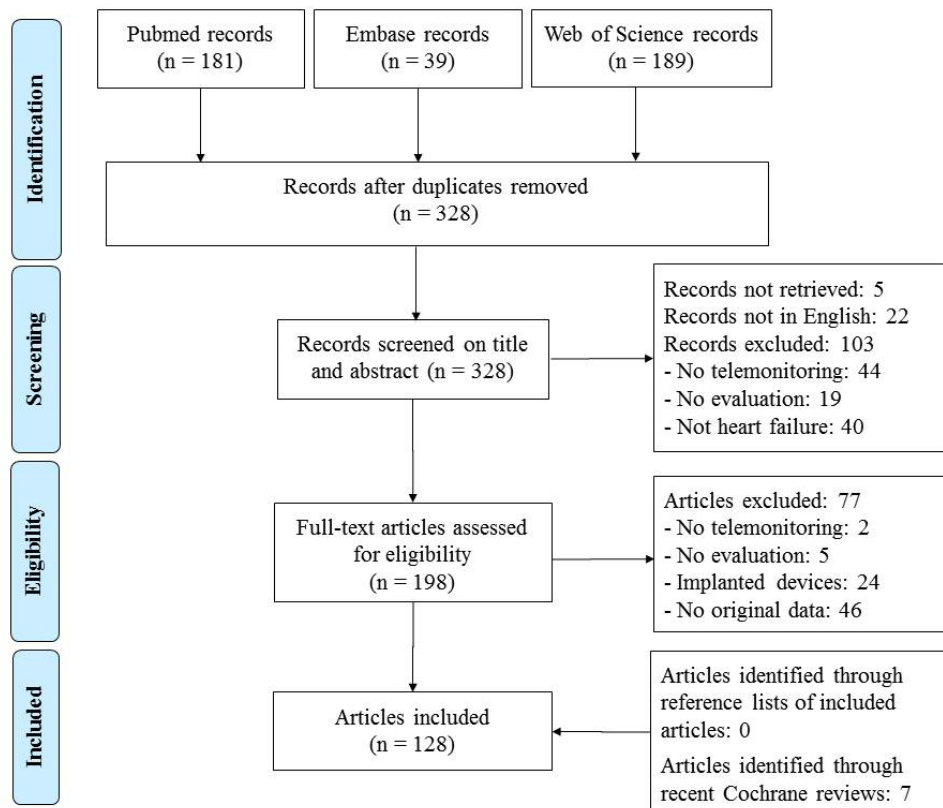 Identification
Pubmed records
(n = 181)
Embase records
(n = 39)
Web of Science records
(n = 189)
Records after duplicates removed
(n = 328)
Screening
Records screened on title
and abstract (n = 328)
Records not retrieved: 5
Records not in English: 22
Records excluded: 103
- No telemonitoring: 44
- No evaluation: 19
- Not heart failure: 40
Eligibility
Full-text articles assessed
for eligibility
(n = 198)
Articles excluded: 77
- No telemonitoring: 2
- No evaluation: 5
- Implanted devices: 24
- No original data: 46
Included
Articles included
(n = 128)
Articles identified through
reference lists of included
articles: 0
Articles identified through
recent Cochrane reviews: 7